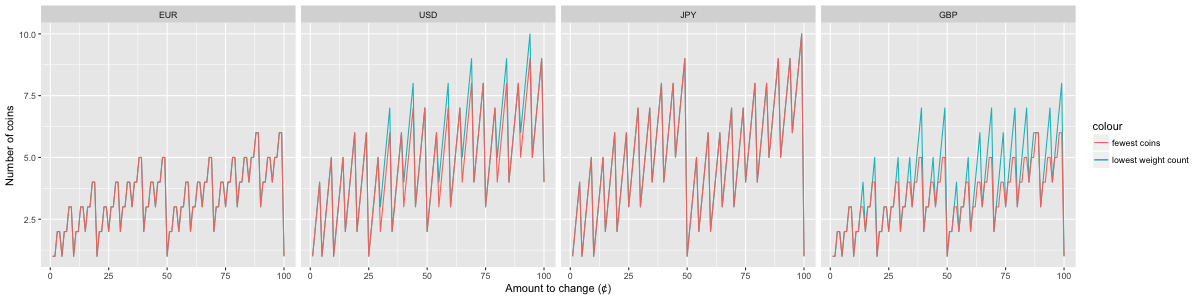 EUR USD JPY GBP
10.0
7.5
5.0
2.5
Number of coins
0 25 50 75 100 0 25 50 75 100 0 25 50 75 100 0 25 50 75 100
Amount to change (¢)
colour
fewest coins
lowest weight count